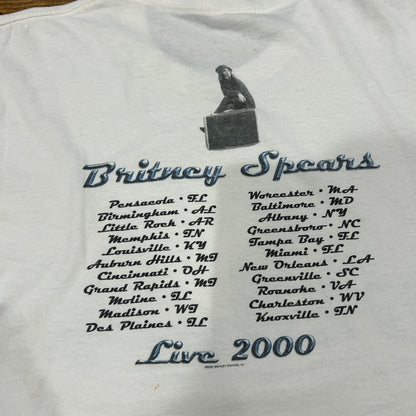 Britney Spears
Pensacola • FL
Birmingham • AL
Little Rock • AR
Memphis • TN
Louisville • KY
Auburn Hills • MI
Cincinnati • OH
Grand Rapids • MI
Moline • IL
Madison • WI
Des Plaines • IL
Worcester • MA
Baltimore • MD
Albany • NY
Greensboro • NC
Tampa Bay • FL
Miami • FL
New Orleans • LA
Greenville • SC
Roanoke • VA
Charleston • WV
Knoxville • TN
Live 2000